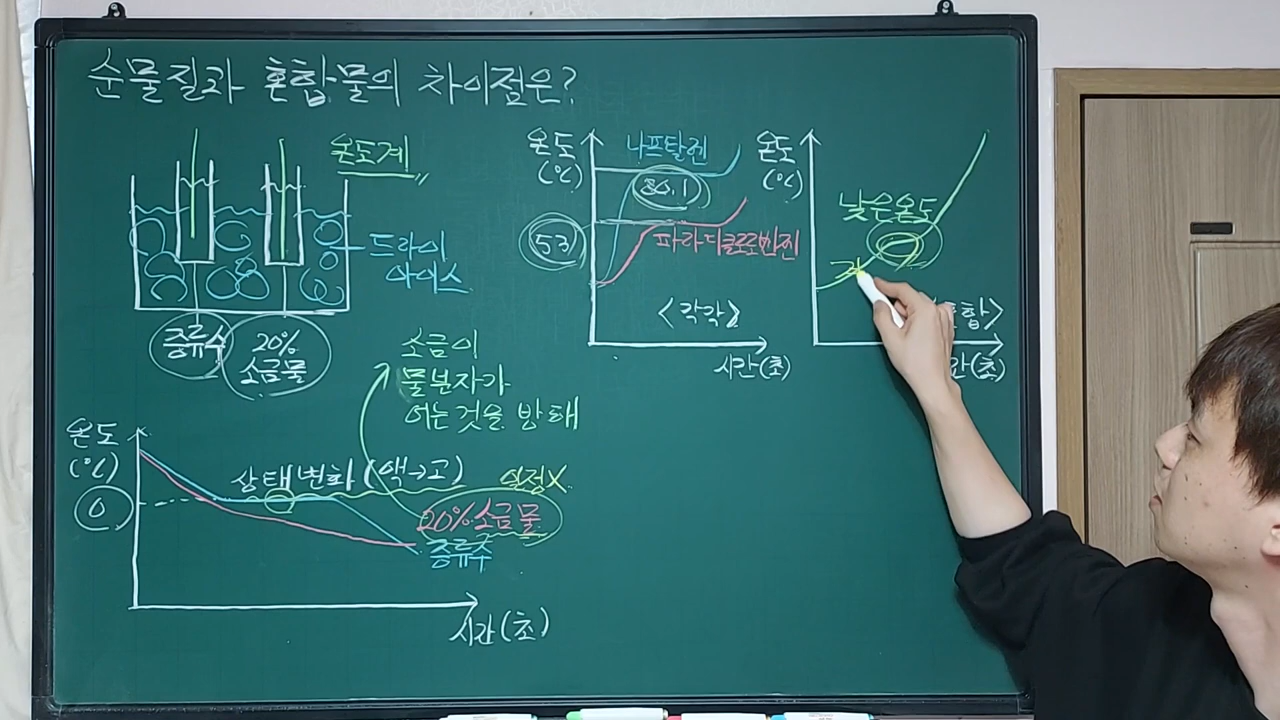 순물질과 혼합물의 차이점은?
온도계
드라이
아이스
증류수
20%
소금물
소금이
물분자가
어는것을 방해
온도
(℃)
0
상태변화(액→고)
일정X
20% 소금물
증류수
시간(초)
온도
(℃)
나프탈렌
80.1
53
파라디클로로벤젠
<각각>
시간(초)
온도
(℃)
낮은온도
합>
간(초)